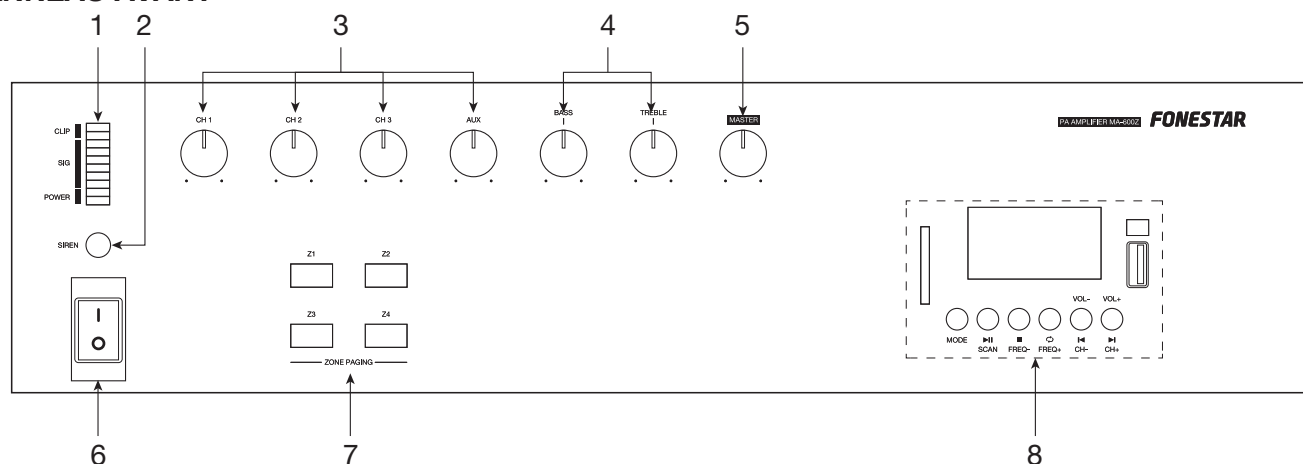 1 2 3 4 5
CH 1 CH 2 CH 3 AUX BASS TREBLE MASTER
PA AMPLIFIER MA-600Z FONESTAR
CLIP
SIG
POWER
SIREN
Z1 Z2
Z3 Z4
ZONE PAGING
VOL- VOL+
MODE SCAN FREQ- FREQ+ CH- CH+
6 7 8